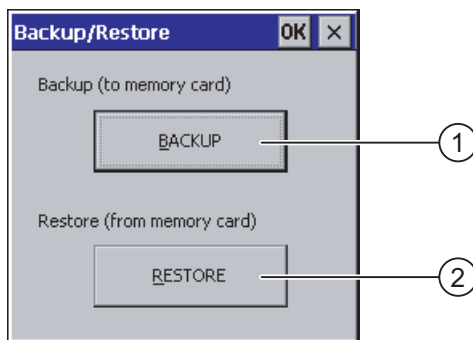 Backup/Restore OK ×
Backup (to memory card)
BACKUP
1
Restore (from memory card)
RESTORE
2